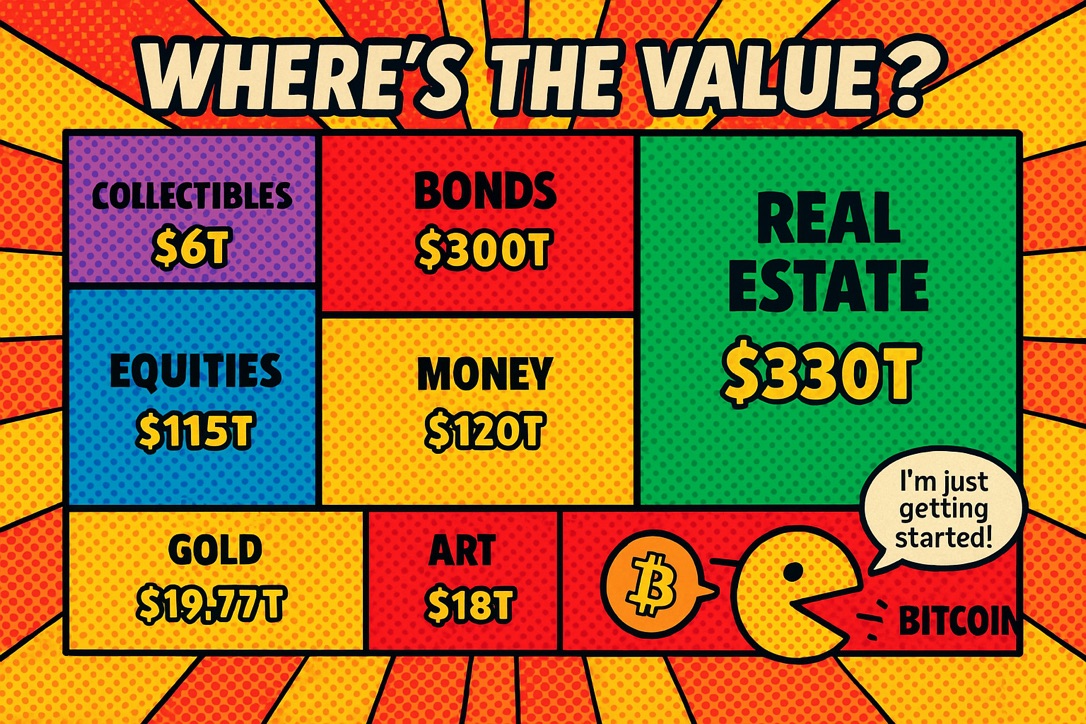 WHERE'S THE VALUE?
COLLECTIBLES
$6T
BONDS
$300T
REAL
ESTATE
$330T
EQUITIES
$115T
MONEY
$120T
GOLD
$19,77T
ART
$18T
₿
I'm just
getting
started!
BITCOIN